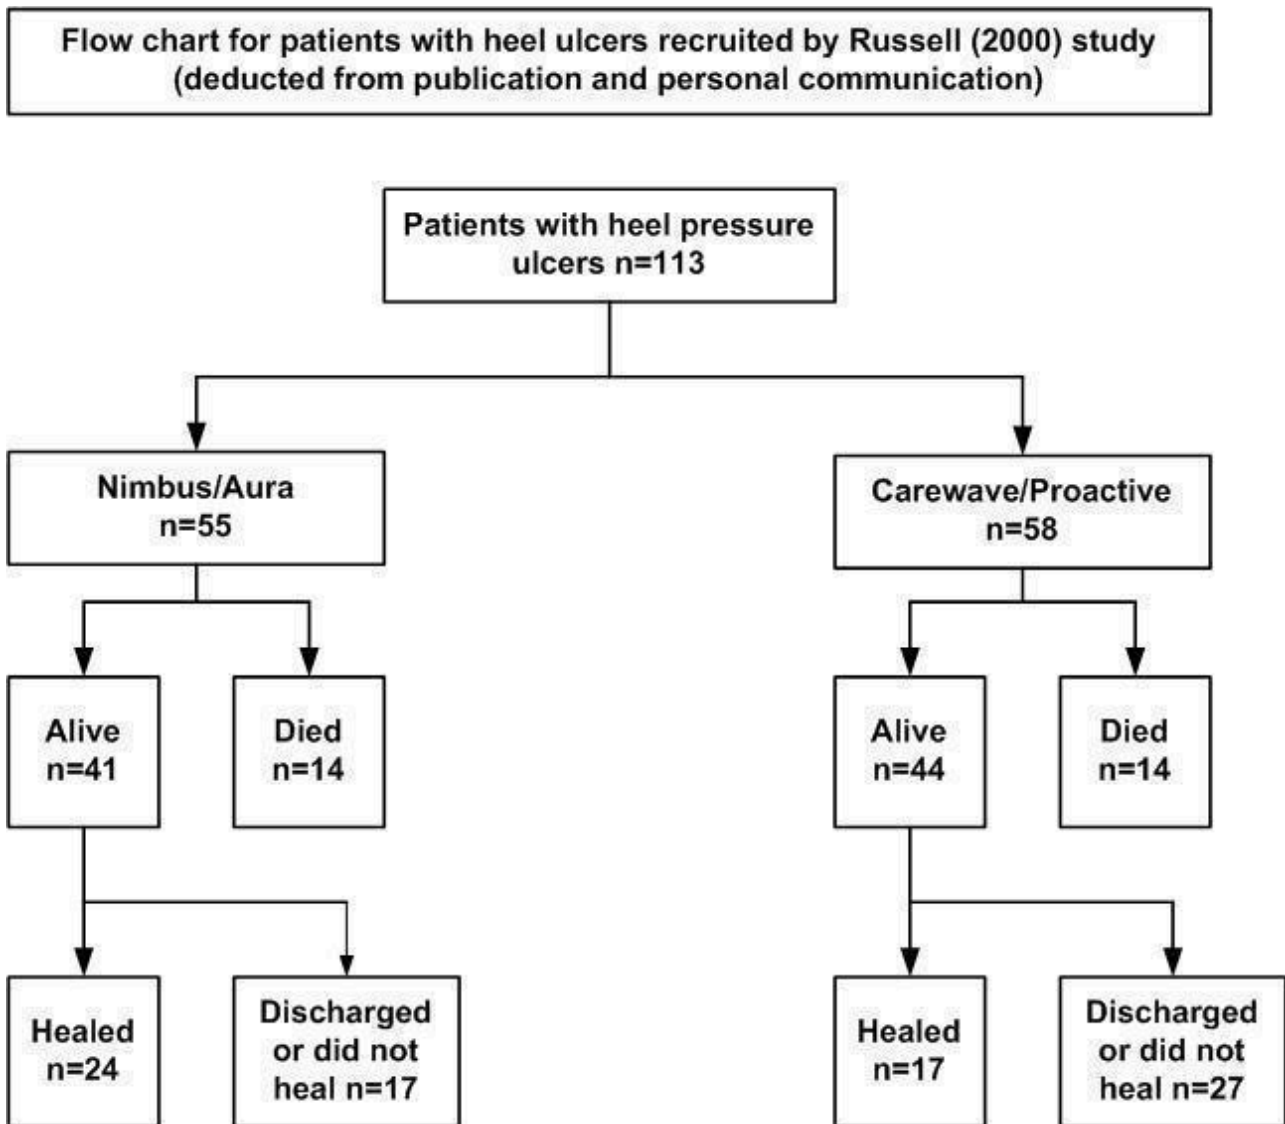 Flow chart for patients with heel ulcers recruited by Russell (2000) study
(deducted from publication and personal communication)
Patients with heel pressure
ulcers n=113
Nimbus/Aura
n=55
Carewave/Proactive
n=58
Alive
n=41
Died
n=14
Alive
n=44
Died
n=14
Healed
n=24
Discharged
or did not
heal n=17
Healed
n=17
Discharged
or did not
heal n=27